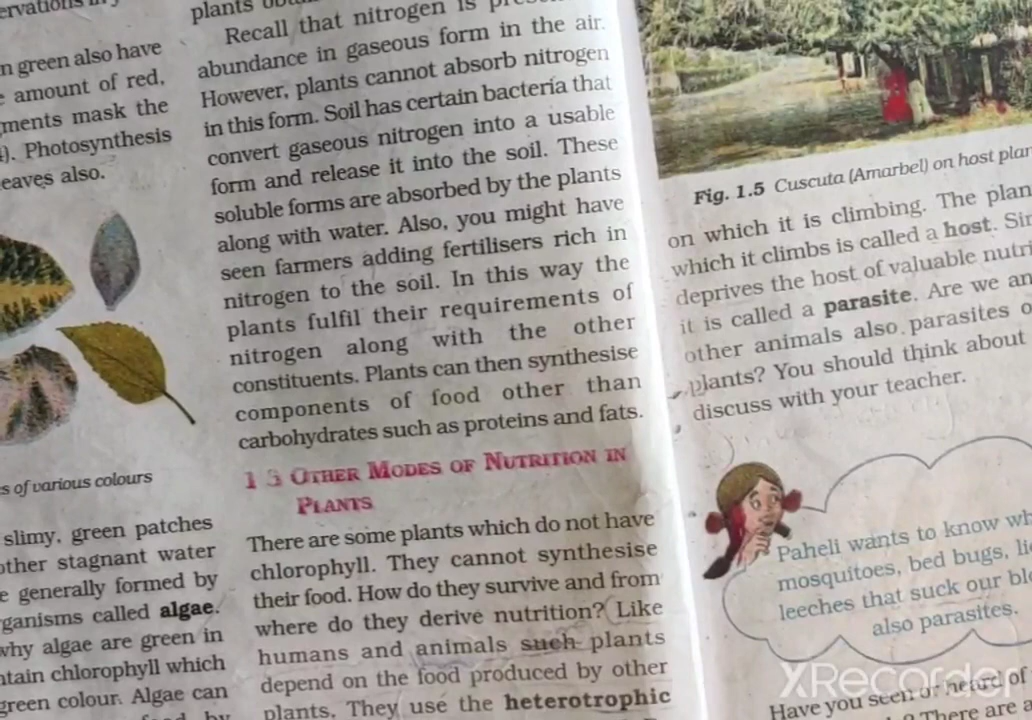 n green also have
amount of red,
ments mask the
Photosynthesis
eaves also.
s of various colours
slimy, green patches
other stagnant water
e generally formed by
rganisms called algae.
why algae are green in
ntain chlorophyll which
green colour. Algae can
plants
Recall that nitrogen is
abundance in gaseous form in the air.
However, plants cannot absorb nitrogen
in this form. Soil has certain bacteria that
convert gaseous nitrogen into a usable
form and release it into the soil. These
soluble forms are absorbed by the plants
along with water. Also, you might have
seen farmers adding fertilisers rich in
nitrogen to the soil. In this way the
plants fulfil their requirements of
nitrogen along with the other
constituents. Plants can then synthesise
components of food other than
carbohydrates such as proteins and fats.
1 3 OTHER MODES OF NUTRITION IN
PLANTS
There are some plants which do not have
chlorophyll. They cannot synthesise
their food. How do they survive and from
where do they derive nutrition? Like
humans and animals such plants
depend on the food produced by other
plants. They use the heterotrophic
Fig. 1.5 Cuscuta (Amarbel) on host plan
on which it is climbing. The plan
which it climbs is called a host. Sin
deprives the host of valuable nutr
it is called a parasite. Are we an
other animals also parasites o
plants? You should think about
discuss with your teacher.
Paheli wants to know wh
mosquitoes, bed bugs, lic
leeches that suck our blo
also parasites.
Have you seen or heard of
There are a
XRecorder